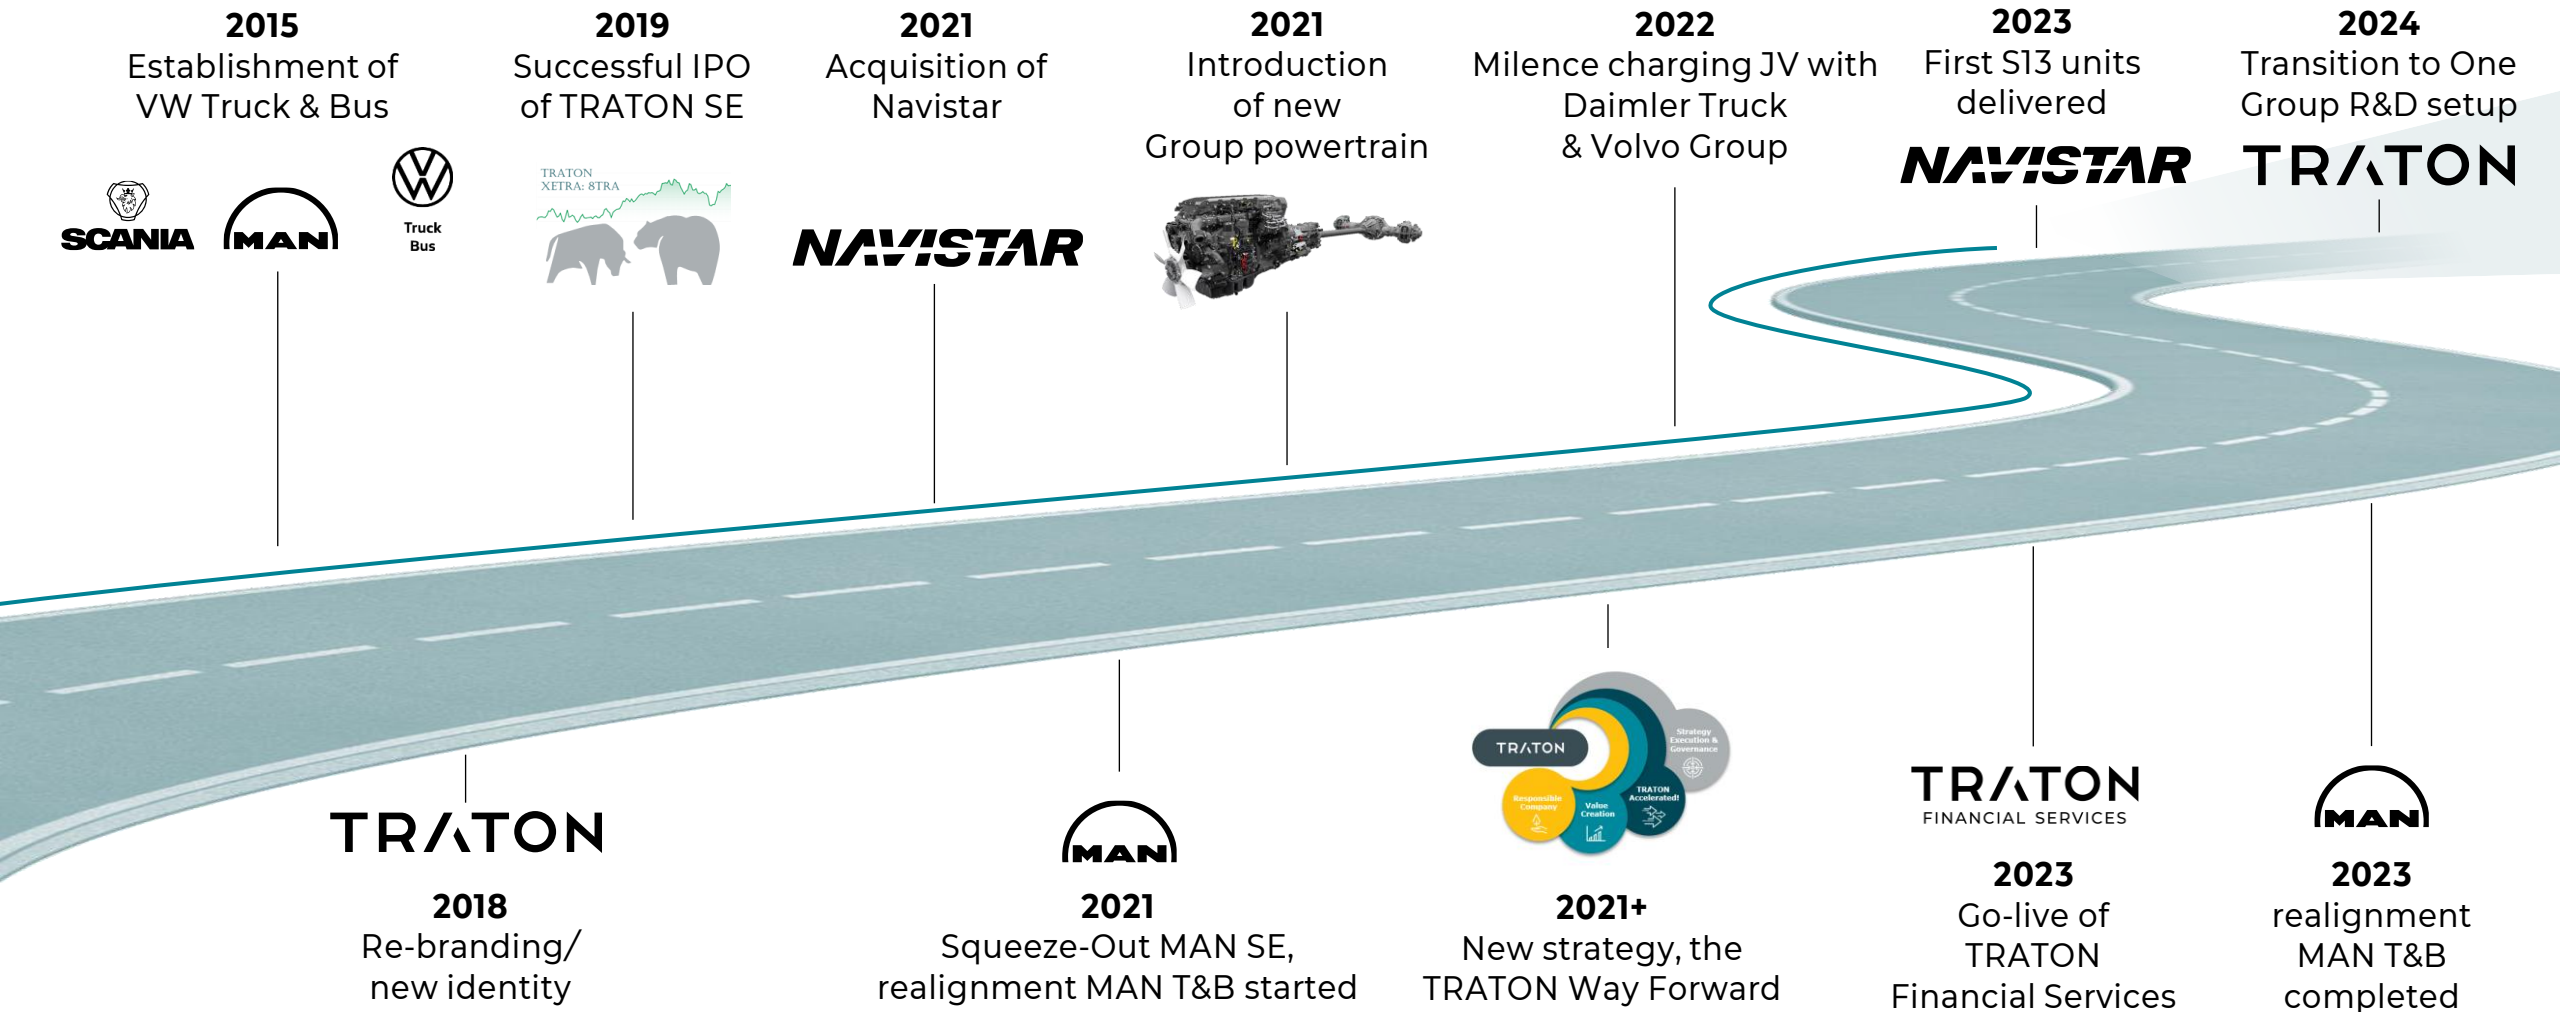 2015
Establishment of
VW Truck & Bus
SCANIA
MAN
Truck
Bus
2019
Successful IPO
of TRATON SE
TRATON
XETRA: 8TRA
2021
Acquisition of
Navistar
NAVISTAR
2021
Introduction
of new
Group powertrain
2022
Milence charging JV with
Daimler Truck
& Volvo Group
2023
First S13 units
delivered
NAVISTAR
2024
Transition to One
Group R&D setup
TRATON
TRATON
2018
Re-branding/
new identity
MAN
2021
Squeeze-Out MAN SE,
realignment MAN T&B started
TRATON
Responsible
Company
Value
Creation
TRATON
Accelerated!
Strategy
Execution &
Governance
2021+
New strategy, the
TRATON Way Forward
TRATON
FINANCIAL SERVICES
2023
Go-live of
TRATON
Financial Services
MAN
2023
realignment
MAN T&B
completed